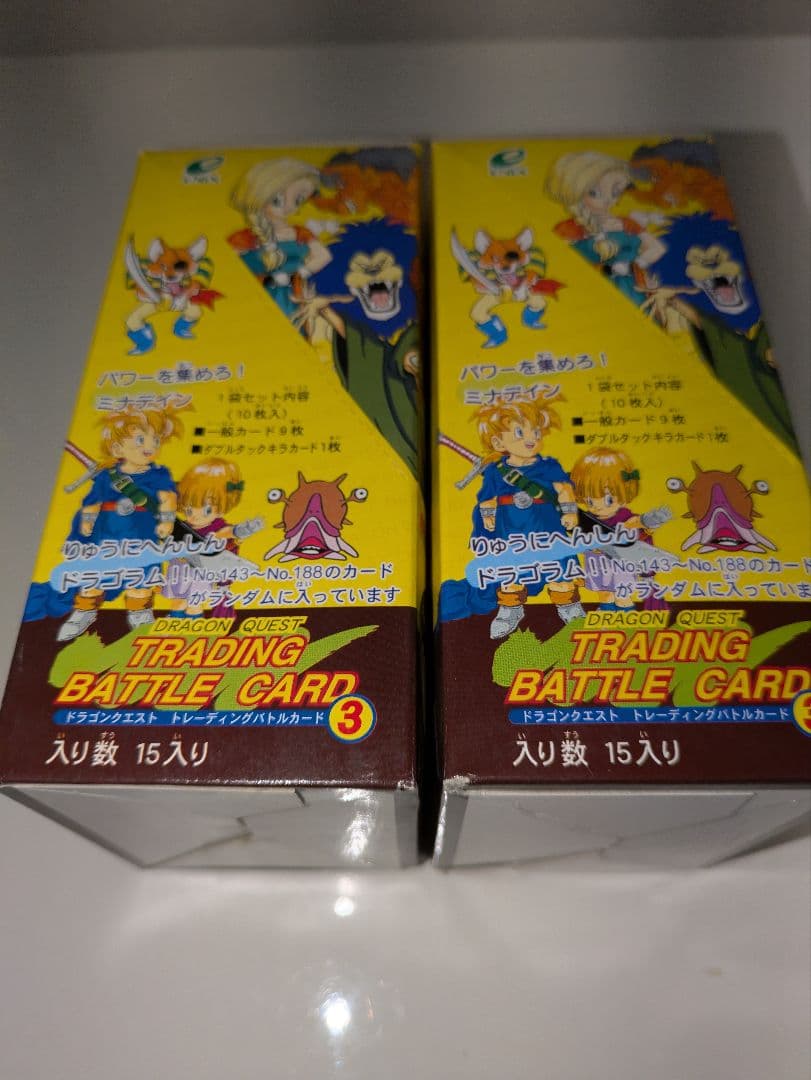 ENIX
パワーを集めろ!
ミナデイン
1袋セット内容
(10枚入)
■一般カード9枚
■ダブルタックキラカード1枚
りゅうにへんしん
ドラゴラム!!
No.143〜No.188のカード
がランダムに入っています
DRAGON QUEST
TRADING
BATTLE CARD
ドラゴンクエスト トレーディングバトルカード
3
入り数 15入り
ENIX
パワーを集めろ!
ミナデイン
1袋セット内容
(10枚入)
■一般カード9枚
■ダブルタックキラカード1枚
りゅうにへんしん
ドラゴラム!!
No.143〜No.188のカード
がランダムに入っていま
DRAGON QUEST
TRADING
BATTLE CARD
ドラゴンクエスト トレーディングバトルカード
3
入り数 15入り